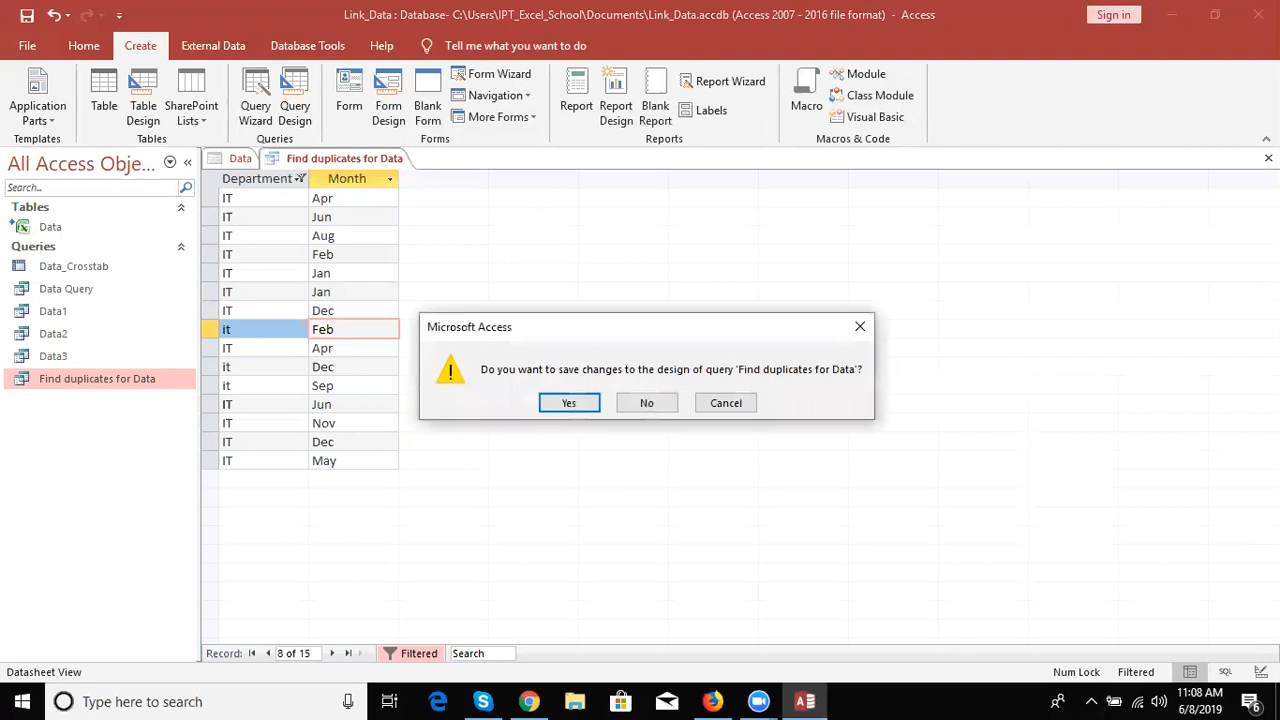 Link_Data : Database- C:\Users\IPT_Excel_School\Documents\Link_Data.accdb (Access 2007 - 2016 file format) - Access
Sign in
File Home Create External Data Database Tools Help Tell me what you want to do
Application Parts
Table
Table Design
SharePoint Lists
Query Wizard
Query Design
Form
Form Design
Blank Form
Form Wizard
Navigation
More Forms
Report
Report Design
Blank Report
Report Wizard
Labels
Macro
Module
Class Module
Visual Basic
Templates Tables Queries Forms Reports Macros & Code
All Access Obje...
Search...
Tables
Data
Queries
Data_Crosstab
Data Query
Data1
Data2
Data3
Find duplicates for Data
Data Find duplicates for Data
Department Month
IT Apr
IT Jun
IT Aug
IT Feb
IT Jan
IT Jan
IT Dec
it Feb
IT Apr
it Dec
it Sep
IT Jun
IT Nov
IT Dec
IT May
Microsoft Access
Do you want to save changes to the design of query 'Find duplicates for Data'?
Yes No Cancel
Record: 8 of 15 Filtered Search
Datasheet View Num Lock Filtered SQL
Type here to search
11:08 AM
6/8/2019
6